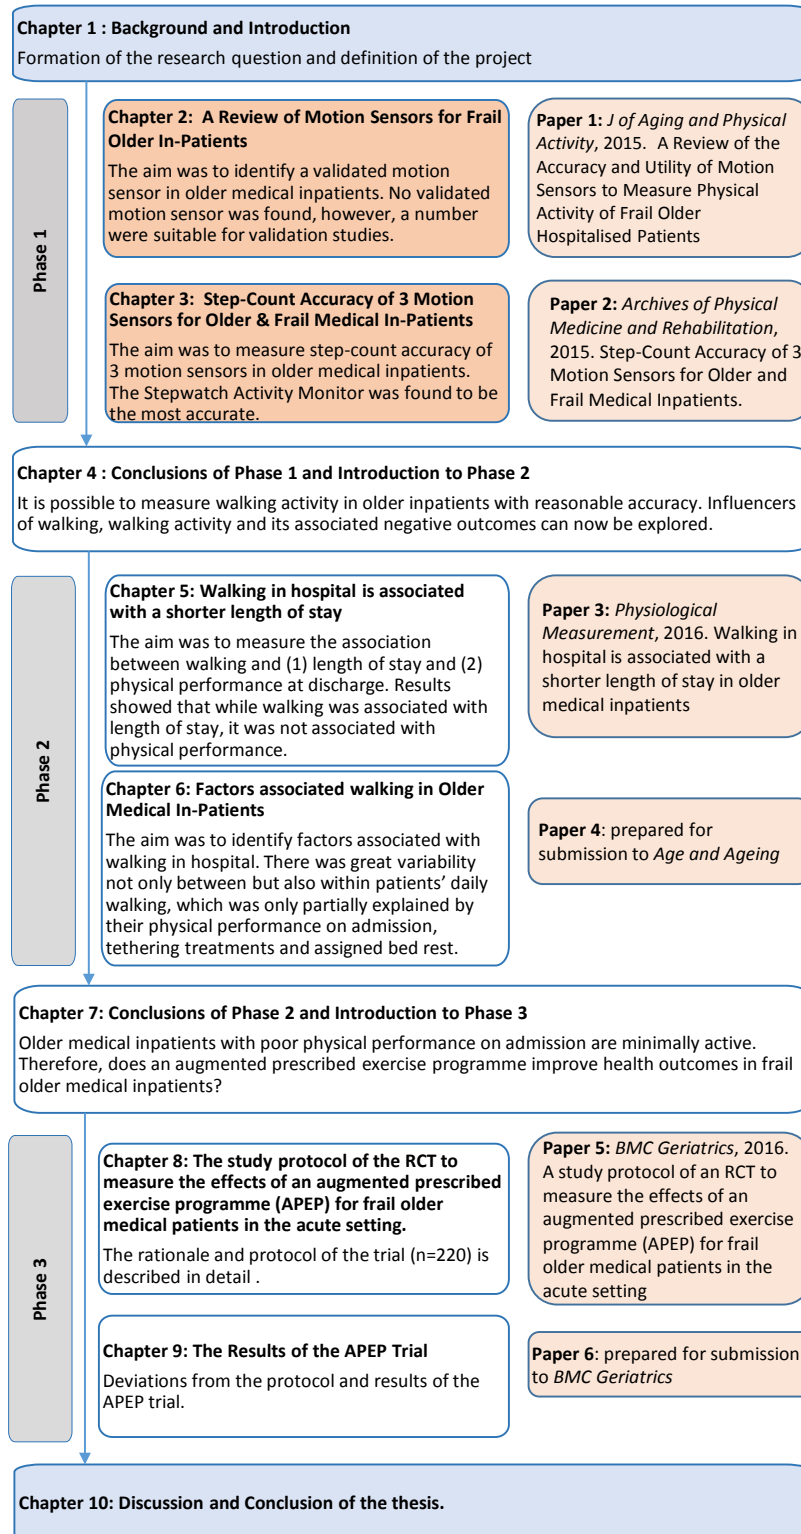 Chapter 1 : Background and Introduction
Formation of the research question and definition of the project
Phase 1
Chapter 2: A Review of Motion Sensors for Frail
Older In-Patients
The aim was to identify a validated motion
sensor in older medical inpatients. No validated
motion sensor was found, however, a number
were suitable for validation studies.
Paper 1: J of Aging and Physical
Activity, 2015. A Review of the
Accuracy and Utility of Motion
Sensors to Measure Physical
Activity of Frail Older
Hospitalised Patients
Chapter 3: Step-Count Accuracy of 3 Motion
Sensors for Older & Frail Medical In-Patients
The aim was to measure step-count accuracy of
3 motion sensors in older medical inpatients.
The Stepwatch Activity Monitor was found to be
the most accurate.
Paper 2: Archives of Physical
Medicine and Rehabilitation,
2015. Step-Count Accuracy of 3
Motion Sensors for Older and
Frail Medical Inpatients.
Chapter 4 : Conclusions of Phase 1 and Introduction to Phase 2
It is possible to measure walking activity in older inpatients with reasonable accuracy. Influencers
of walking, walking activity and its associated negative outcomes can now be explored.
Phase 2
Chapter 5: Walking in hospital is associated
with a shorter length of stay
The aim was to measure the association
between walking and (1) length of stay and (2)
physical performance at discharge. Results
showed that while walking was associated with
length of stay, it was not associated with
physical performance.
Paper 3: Physiological
Measurement, 2016. Walking in
hospital is associated with a
shorter length of stay in older
medical inpatients
Chapter 6: Factors associated walking in Older
Medical In-Patients
The aim was to identify factors associated with
walking in hospital. There was great variability
not only between but also within patients' daily
walking, which was only partially explained by
their physical performance on admission,
tethering treatments and assigned bed rest.
Paper 4: prepared for
submission to Age and Ageing
Chapter 7: Conclusions of Phase 2 and Introduction to Phase 3
Older medical inpatients with poor physical performance on admission are minimally active.
Therefore, does an augmented prescribed exercise programme improve health outcomes in frail
older medical inpatients?
Phase 3
Chapter 8: The study protocol of the RCT to
measure the effects of an augmented prescribed
exercise programme (APEP) for frail older
medical patients in the acute setting.
The rationale and protocol of the trial (n=220) is
described in detail .
Paper 5: BMC Geriatrics, 2016.
A study protocol of an RCT to
measure the effects of an
augmented prescribed exercise
programme (APEP) for frail
older medical patients in the
acute setting
Chapter 9: The Results of the APEP Trial
Deviations from the protocol and results of the
APEP trial.
Paper 6: prepared for submission
to BMC Geriatrics
Chapter 10: Discussion and Conclusion of the thesis.